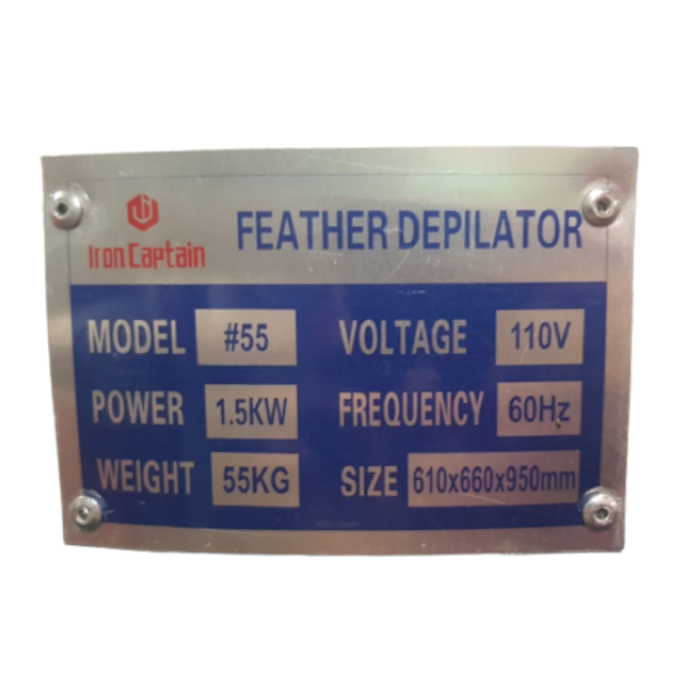 Iron Captain
FEATHER DEPILATOR
MODEL #55 VOLTAGE 110V
POWER 1.5KW FREQUENCY 60Hz
WEIGHT 55KG SIZE 610x660x950mm